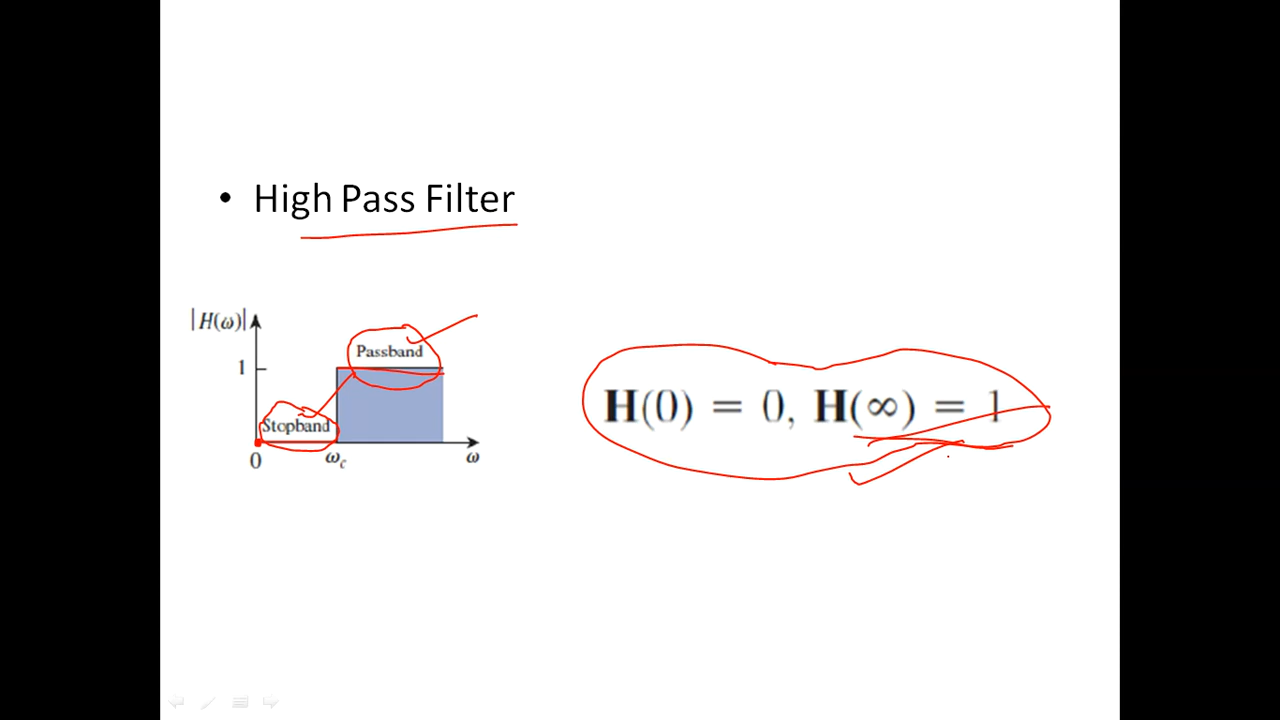 • High Pass Filter
|H(ω)|
Passband
1
H(0) = 0, H(∞) = 1
Stopband
0 ω_c ω